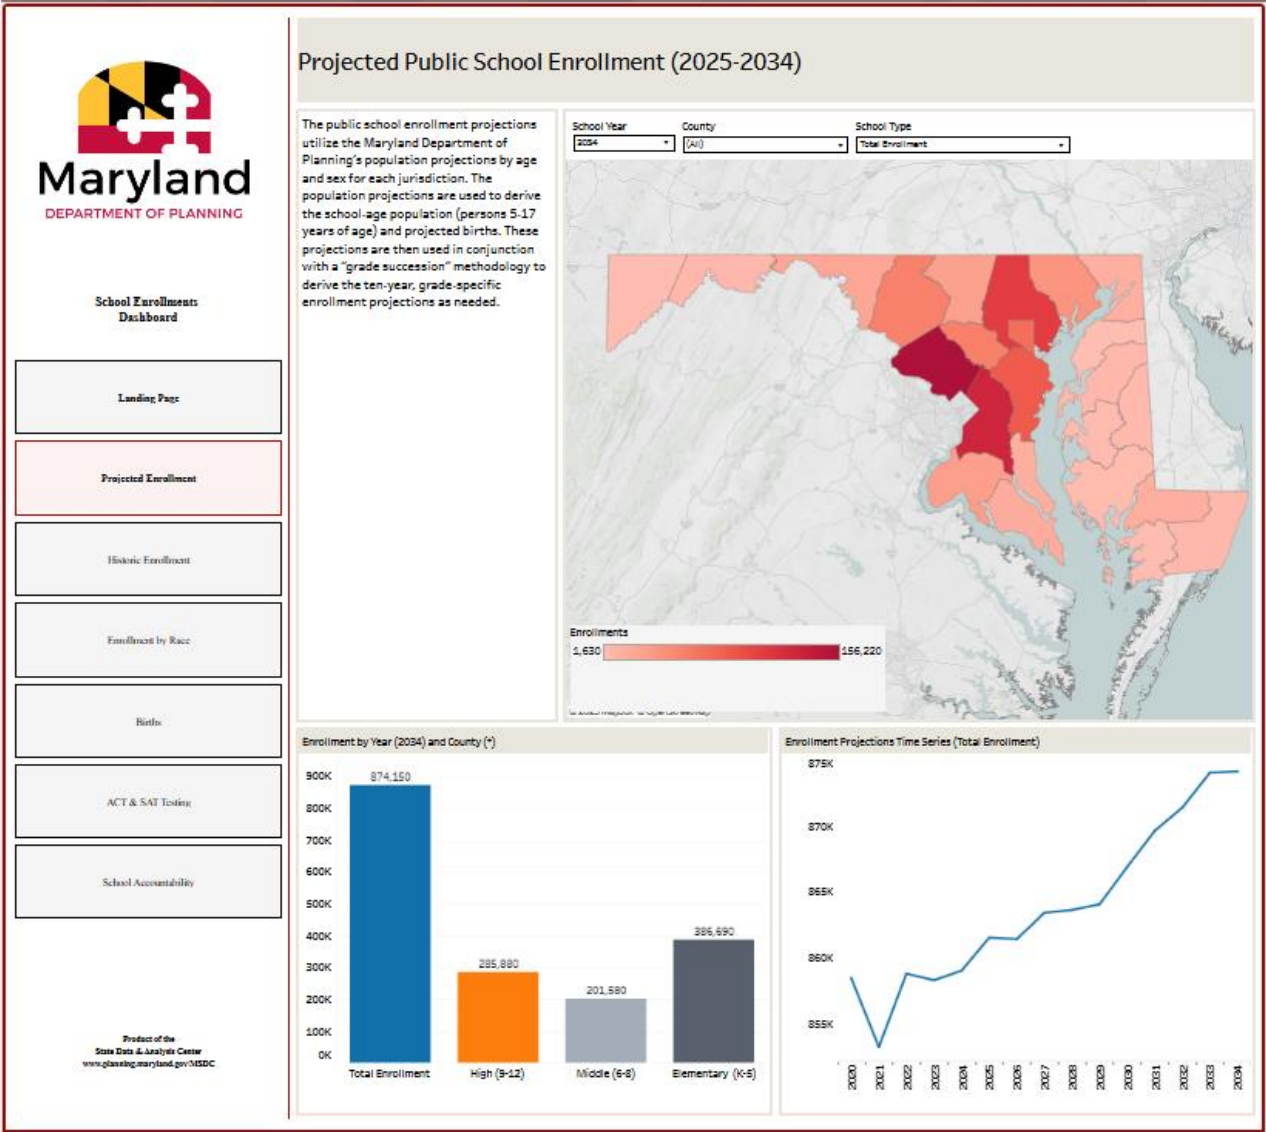 Maryland
DEPARTMENT OF PLANNING
School Enrollments
Dashboard
Landing Page
Projected Enrollment
Historic Enrollment
Enrollment by Race
Births
ACT & SAT Testing
School Accountability
Product of the
State Data & Analysis Center
www.planning.maryland.gov/MSDC
Projected Public School Enrollment (2025-2034)
The public school enrollment projections
utilize the Maryland Department of
Planning's population projections by age
and sex for each jurisdiction. The
population projections are used to derive
the school-age population (persons 5-17
years of age) and projected births. These
projections are then used in conjunction
with a "grade succession" methodology to
derive the ten-year, grade-specific
enrollment projections as needed.
School Year County School Type
2034 (All) Total Enrollment
Enrollments
1,630 156,220
Enrollment by Year (2034) and County (*)
900K
800K
700K
600K
500K
400K
300K
200K
100K
0K
874,150
285,880
201,580
386,690
Total Enrollment High (9-12) Middle (6-8) Elementary (K-5)
Enrollment Projections Time Series (Total Enrollment)
875K
870K
865K
860K
855K
2020 2021 2022 2023 2024 2025 2026 2027 2028 2029 2030 2031 2032 2033 2034